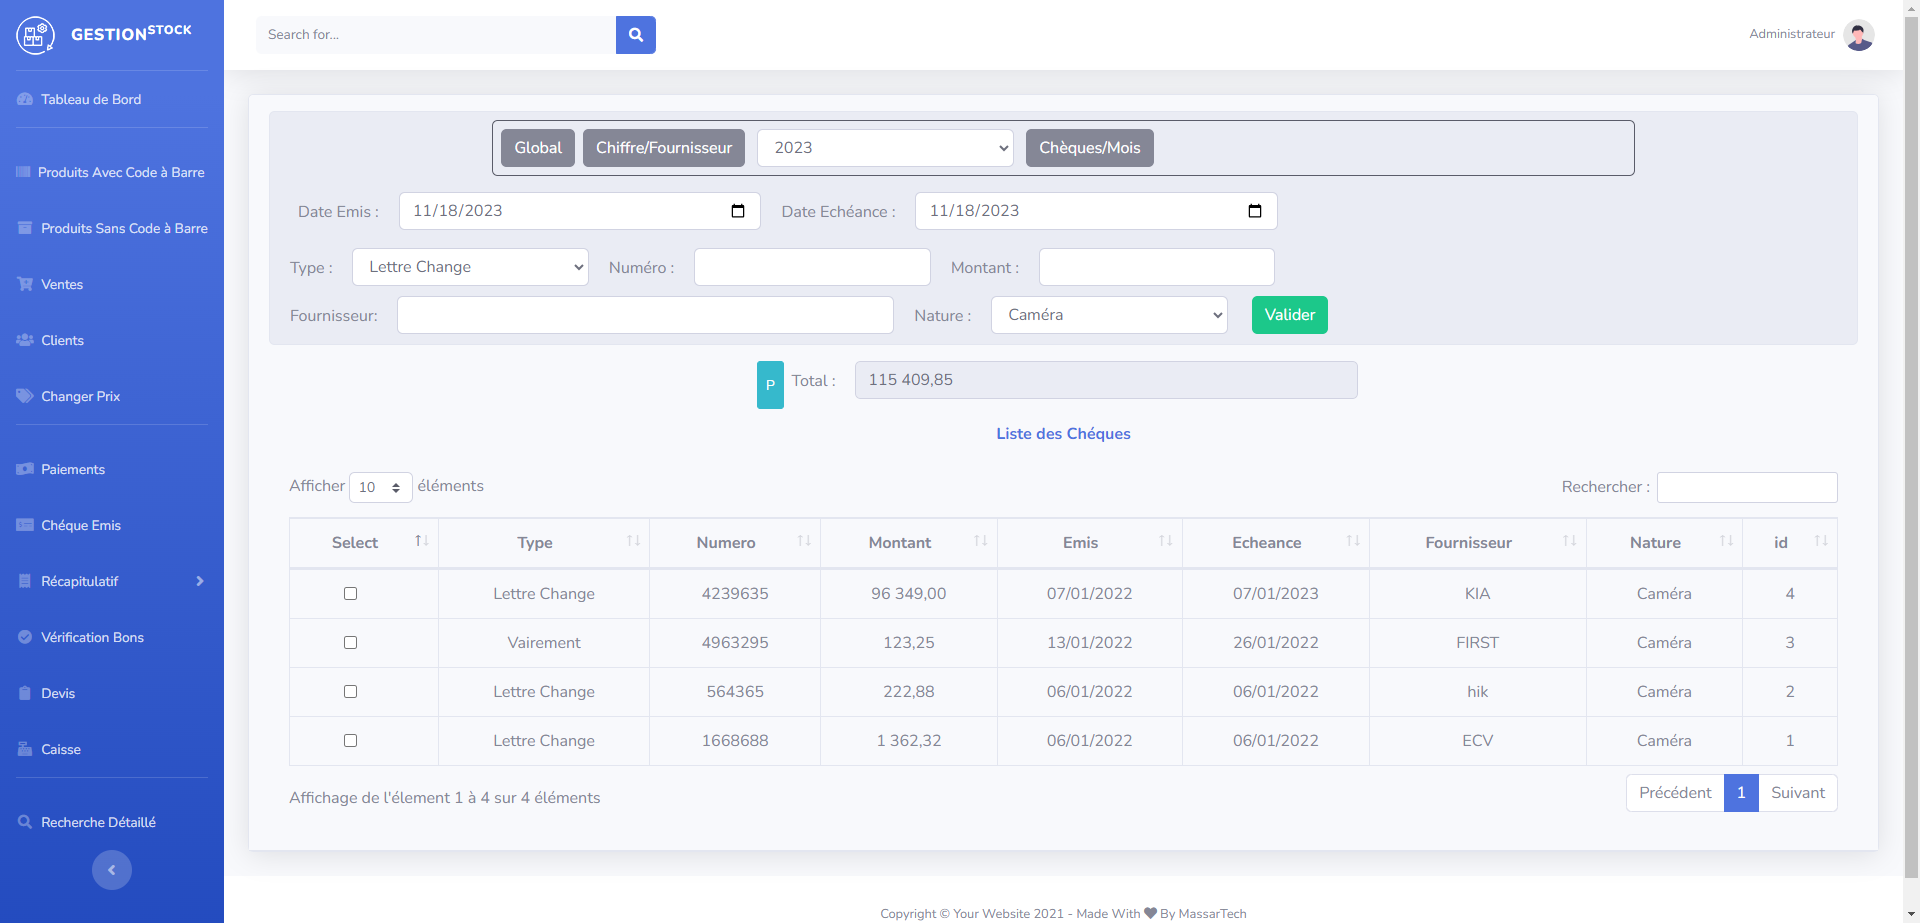 GESTIONSTOCK
Search for...
Administrateur
Tableau de Bord
Produits Avec Code à Barre
Produits Sans Code à Barre
Ventes
Clients
Changer Prix
Paiements
Chéque Emis
Récapitulatif
Vérification Bons
Devis
Caisse
Recherche Détaillé
Global Chiffre/Fournisseur 2023 Chèques/Mois
Date Emis : 11/18/2023 Date Echéance : 11/18/2023
Type : Lettre Change Numéro : Montant :
Fournisseur: Nature : Caméra Valider
P Total : 115 409,85
Liste des Chéques
Afficher 10 éléments Rechercher :
Select Type Numero Montant Emis Echeance Fournisseur Nature id
Lettre Change 4239635 96 349,00 07/01/2022 07/01/2023 KIA Caméra 4
Vairement 4963295 123,25 13/01/2022 26/01/2022 FIRST Caméra 3
Lettre Change 564365 222,88 06/01/2022 06/01/2022 hik Caméra 2
Lettre Change 1668688 1 362,32 06/01/2022 06/01/2022 ECV Caméra 1
Affichage de l'élement 1 à 4 sur 4 éléments Précédent 1 Suivant
Copyright © Your Website 2021 - Made With ♥ By MassarTech